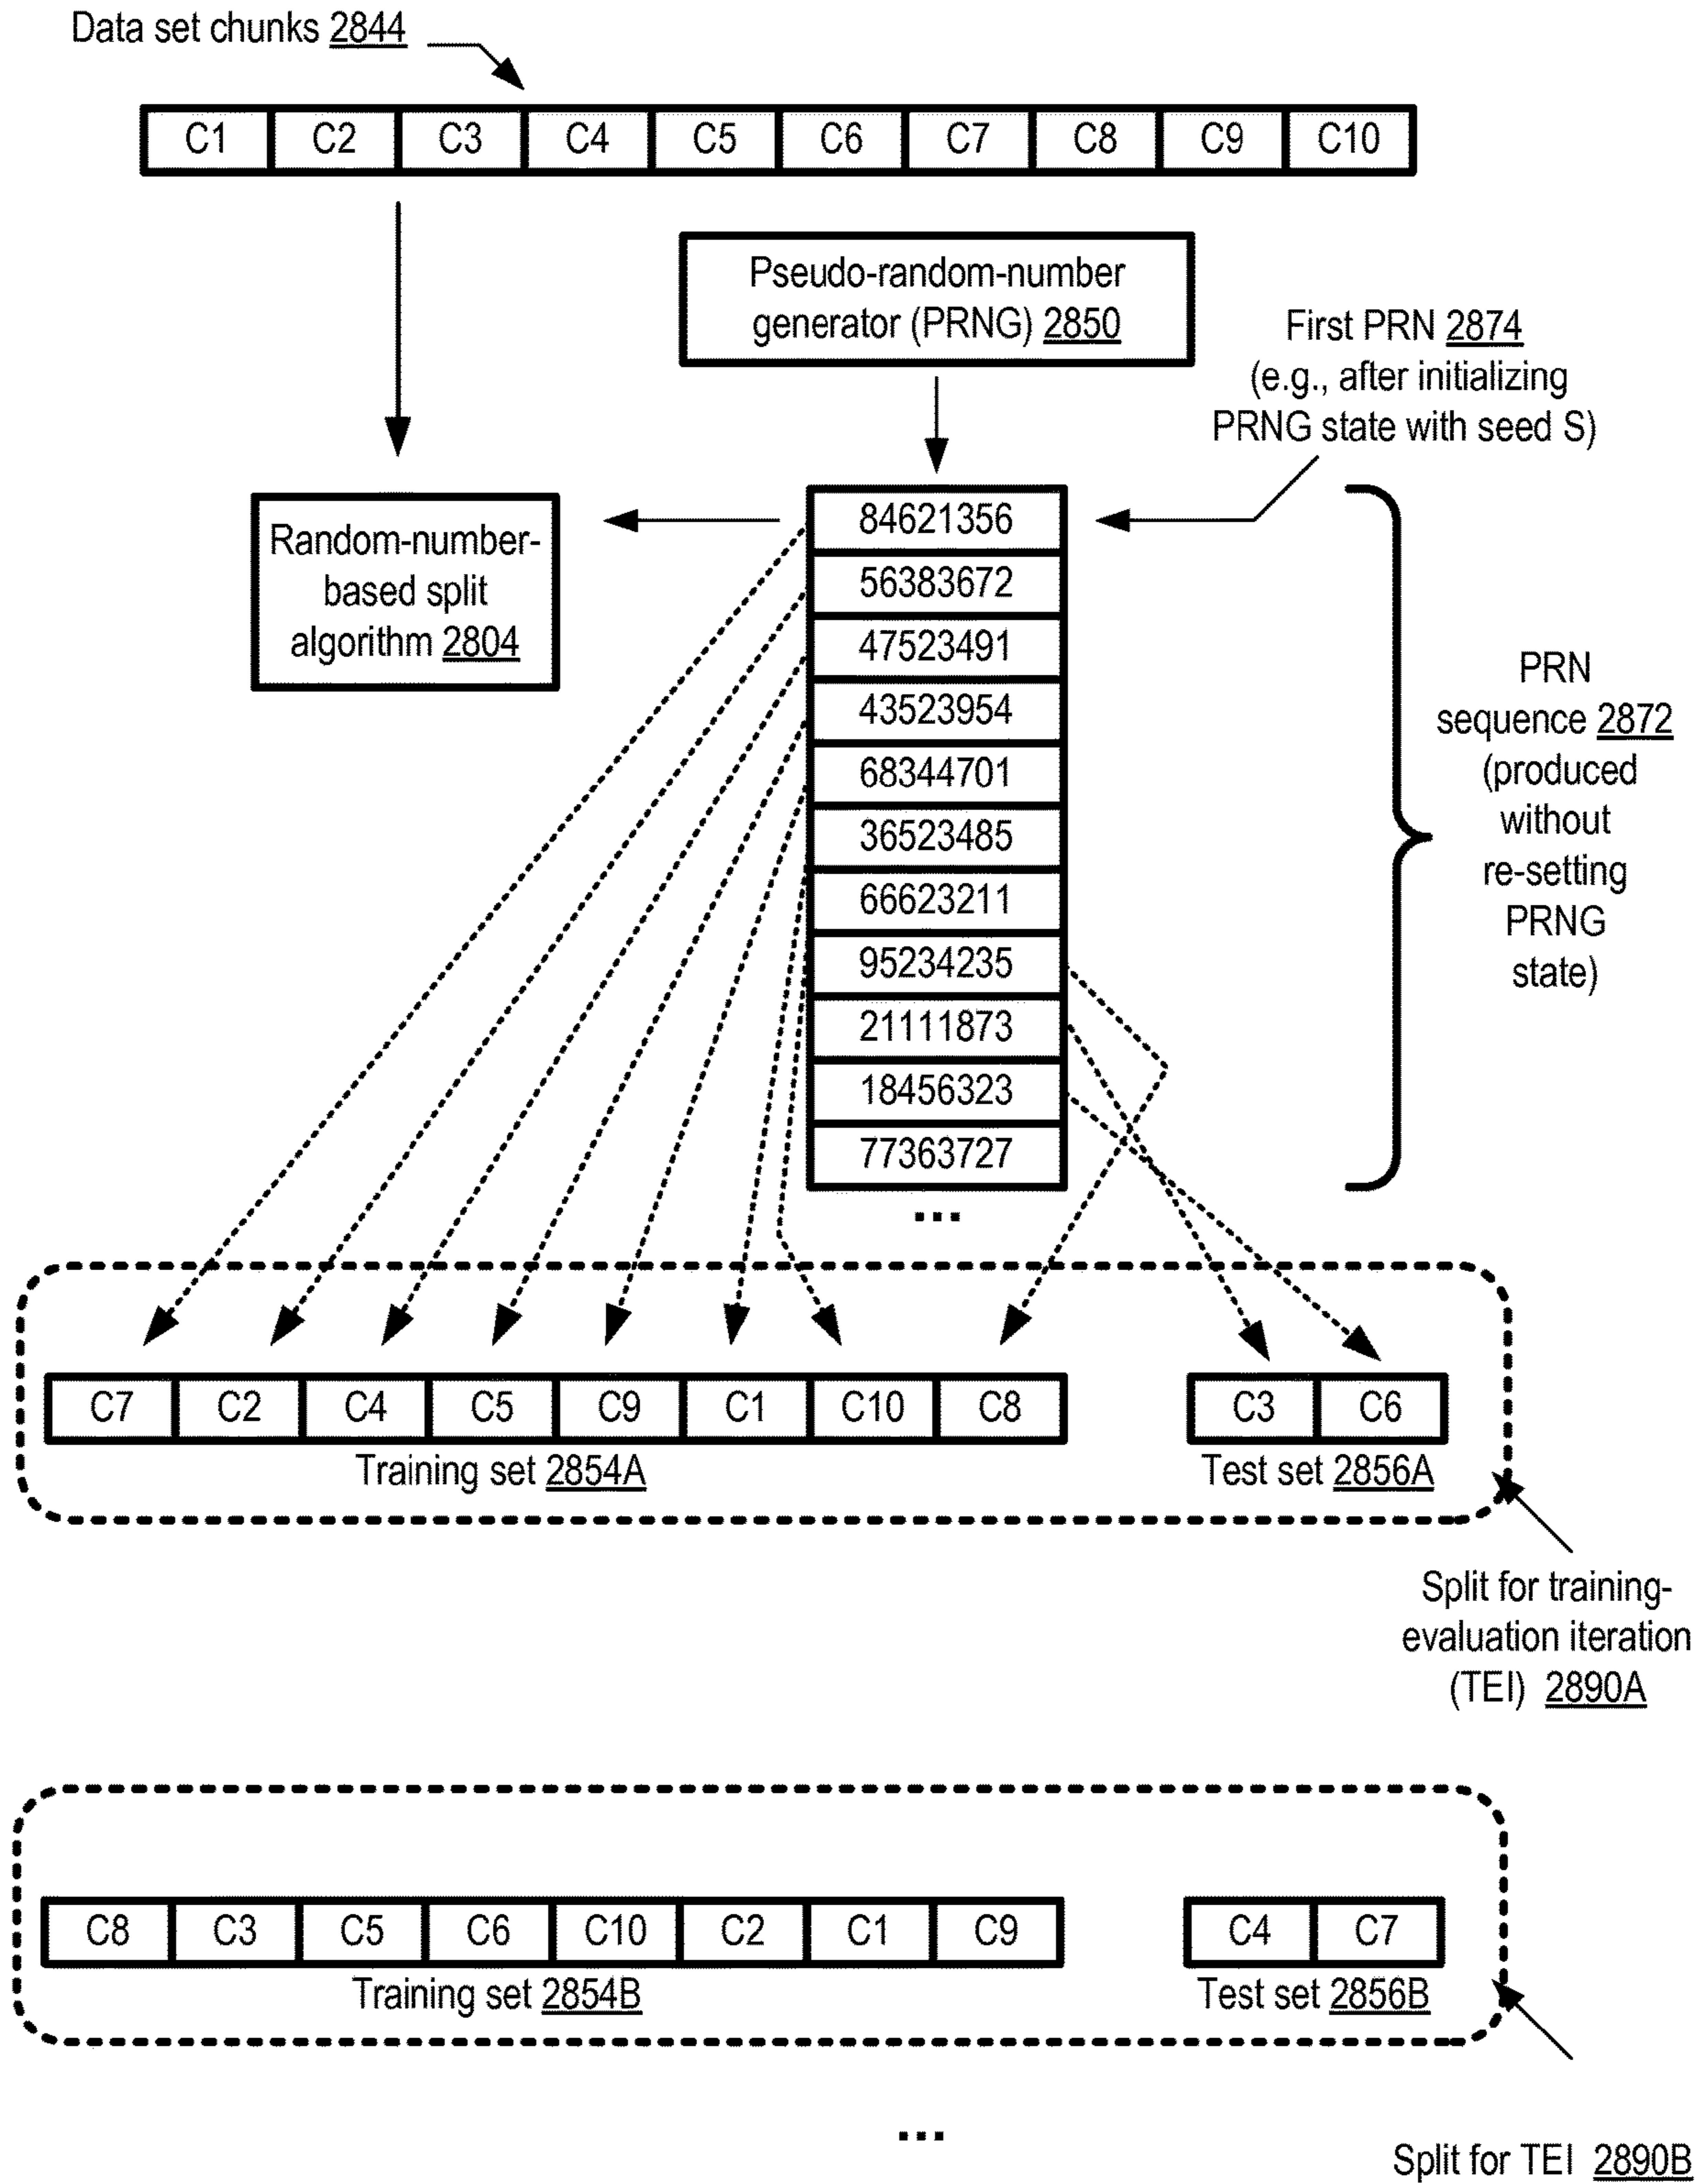 Data set chunks 2844
C1 C2 C3 C4 C5 C6 C7 C8 C9 C10
Pseudo-random-number
generator (PRNG) 2850
First PRN 2874
(e.g., after initializing
PRNG state with seed S)
Random-number-
based split
algorithm 2804
84621356
56383672
47523491
43523954
68344701
36523485
66623211
95234235
21111873
18456323
77363727
...
PRN
sequence 2872
(produced
without
re-setting
PRNG
state)
C7 C2 C4 C5 C9 C1 C10 C8
Training set 2854A
C3 C6
Test set 2856A
Split for training-
evaluation iteration
(TEI) 2890A
C8 C3 C5 C6 C10 C2 C1 C9
Training set 2854B
C4 C7
Test set 2856B
...
Split for TEI 2890B